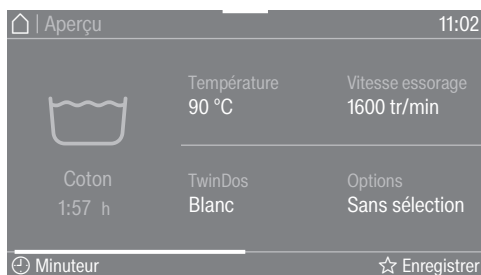 | Aperçu
11:02
Température
90 °C
Vitesse essorage
1600 tr/min
Coton
1:57 h
TwinDos
Blanc
Options
Sans sélection
Minuteur
Enregistrer